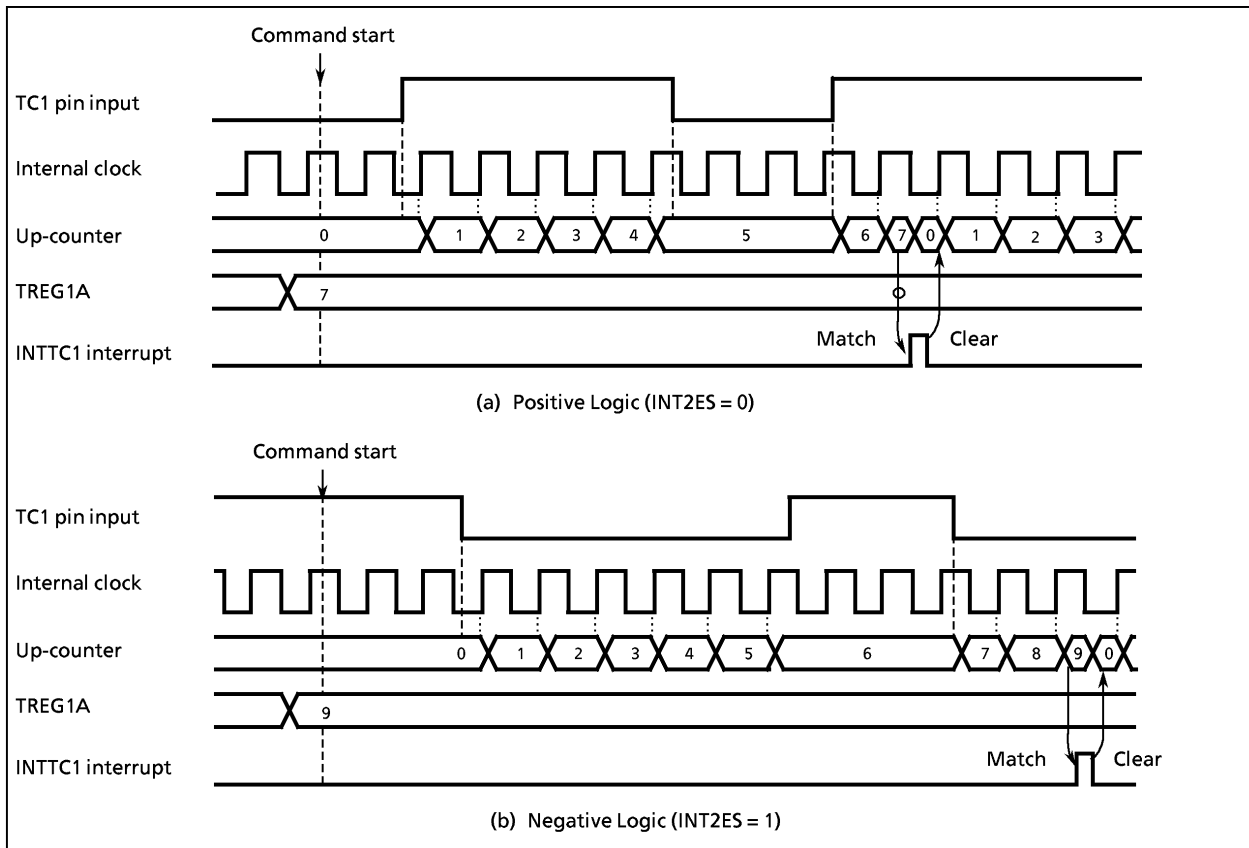 Command start
TC1 pin input
Internal clock
Up-counter 0 1 2 3 4 5 6 7 0 1 2 3
TREG1A 7
Match Clear
INTTC1 interrupt
(a) Positive Logic (INT2ES = 0)
Command start
TC1 pin input
Internal clock
Up-counter 0 1 2 3 4 5 6 7 8 9 0
TREG1A 9
Match Clear
INTTC1 interrupt
(b) Negative Logic (INT2ES = 1)